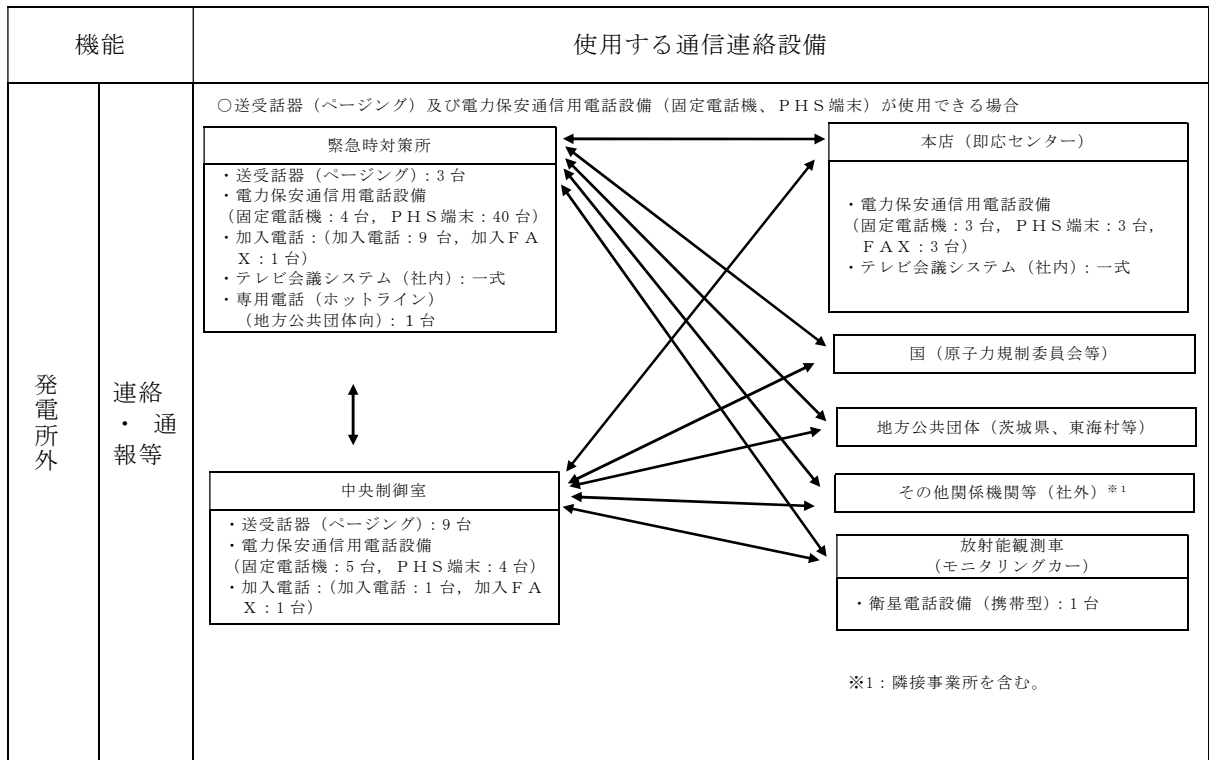 機能
使用する通信連絡設備
発電所外
連絡
・ 通
報等
○送受話器（ページング）及び電力保安通信用電話設備（固定電話機、ＰＨＳ端末）が使用できる場合
緊急時対策所
・送受話器（ページング）：3 台
・電力保安通信用電話設備
（固定電話機：4 台，ＰＨＳ端末：40 台）
・加入電話：（加入電話：9 台，加入ＦＡ
Ｘ：1 台）
・テレビ会議システム（社内）：一式
・専用電話（ホットライン）
（地方公共団体向）：１台
中央制御室
・送受話器（ページング）：9 台
・電力保安通信用電話設備
（固定電話機：5 台，ＰＨＳ端末：4 台）
・加入電話：（加入電話：1 台，加入ＦＡ
Ｘ：1 台）
本店（即応センター）
・電力保安通信用電話設備
（固定電話機：3 台，ＰＨＳ端末：3 台，
ＦＡＸ：3 台）
・テレビ会議システム（社内）：一式
国（原子力規制委員会等）
地方公共団体（茨城県、東海村等）
その他関係機関等（社外）※1
放射能観測車
（モニタリングカー）
・衛星電話設備（携帯型）：1 台
※1：隣接事業所を含む。